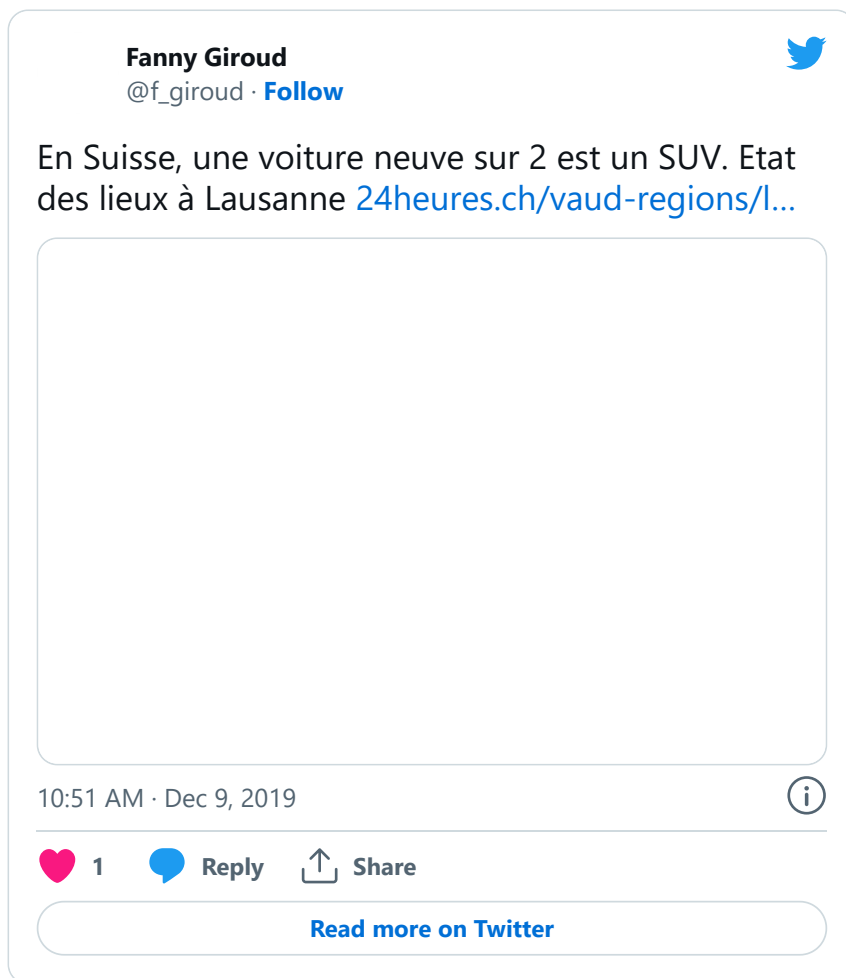 Fanny Giroud
@f_giroud · Follow
En Suisse, une voiture neuve sur 2 est un SUV. Etat
des lieux à Lausanne 24heures.ch/vaud-regions/l…
10:51 AM · Dec 9, 2019
1 Reply Share
Read more on Twitter